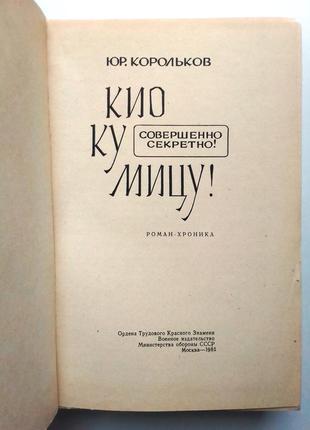 ЮР. КОРОЛЬКОВ
КИО
КУ
СОВЕРШЕННО
СЕКРЕТНО!
МИЦУ!
РОМАН-ХРОНИКА
Ордена Трудового Красного Знамени
Военное издательство
Министерства обороны СССР
Москва—1982